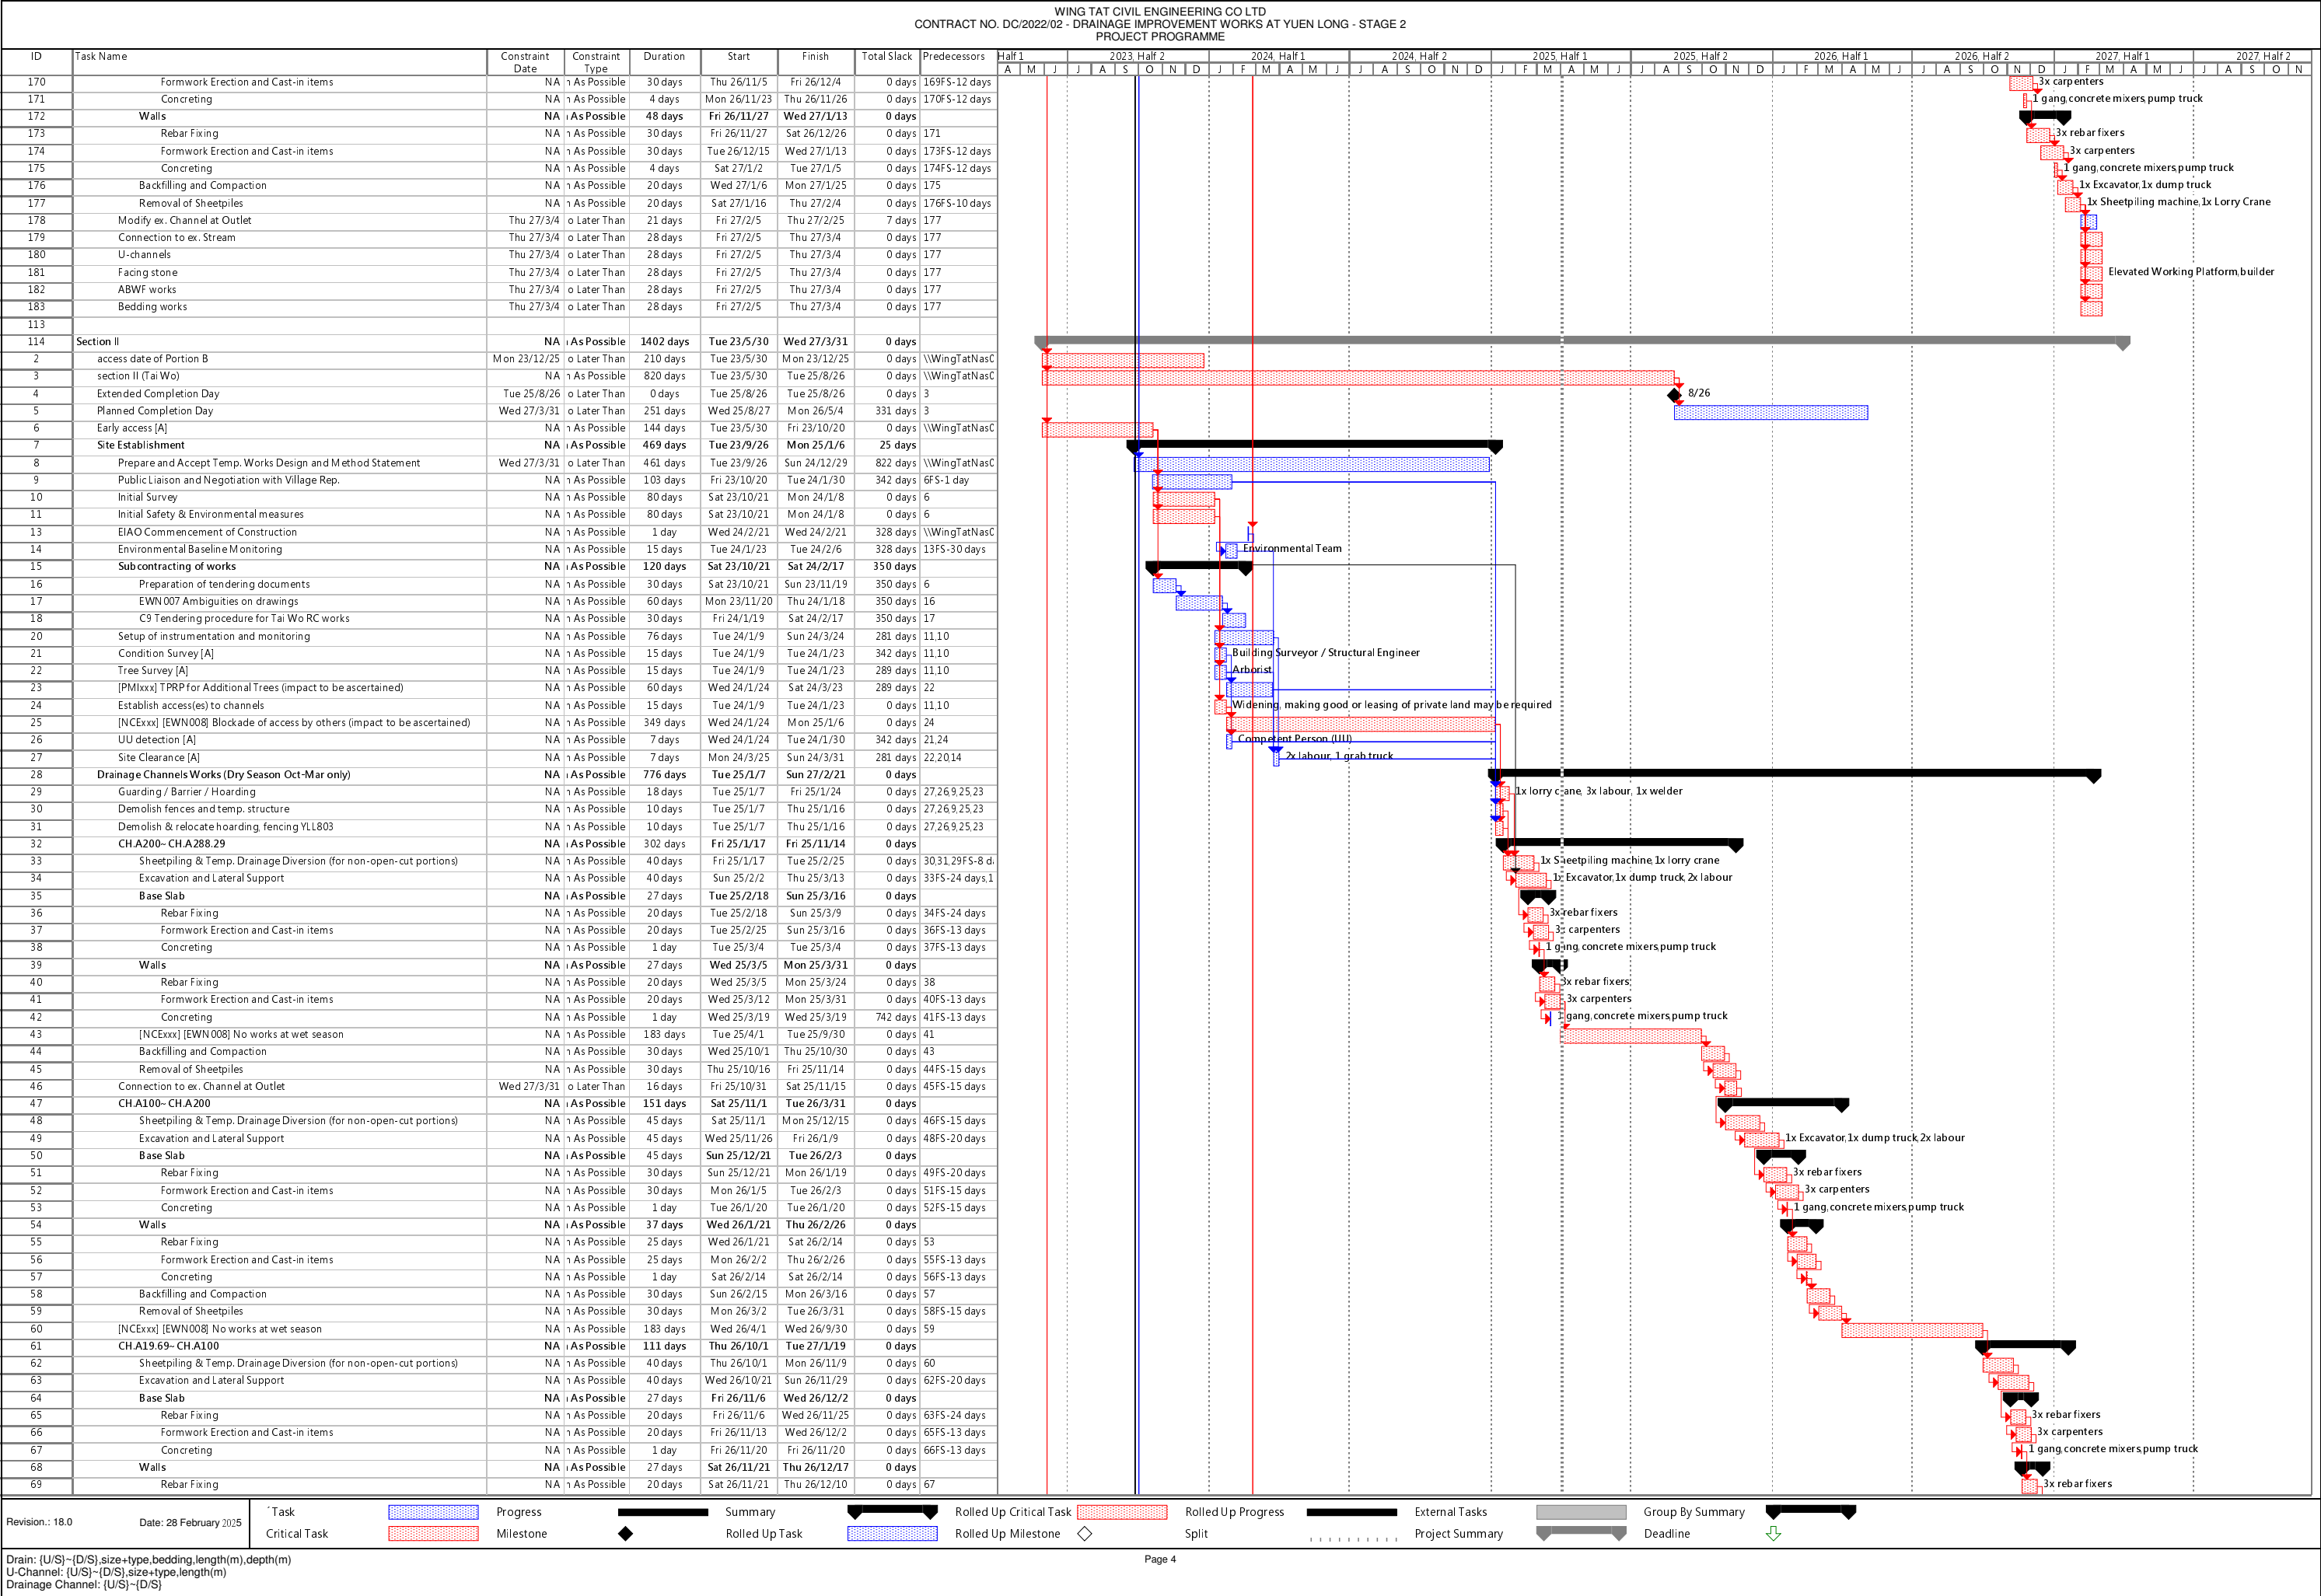 WING TAT CIVIL ENGINEERING CO LTD
CONTRACT NO. DC/2022/02 - DRAINAGE IMPROVEMENT WORKS AT YUEN LONG - STAGE 2
PROJECT PROGRAMME
ID Task Name Constraint Date Constraint Type Duration Start Finish Total Slack Predecessors Half 1 2023, Half 2 2024, Half 1 2024, Half 2 2025, Half 1 2025, Half 2 2026, Half 1 2026, Half 2 2027, Half 1 2027, Half 2
A M J J A S O N D J F M A M J J A S O N D J F M A M J J A S O N D J F M A M J J A S O N D J F M A M J J A S O N
170 Formwork Erection and Cast-in items NA As Possible 30 days Thu 26/11/5 Fri 26/12/4 0 days 169FS-12 days 3x carpenters
171 Concreting NA As Possible 4 days Mon 26/11/23 Thu 26/11/26 0 days 170FS-12 days 1 gang,concrete mixers,pump truck
172 Walls NA As Possible 48 days Fri 26/11/27 Wed 27/1/13 0 days
173 Rebar Fixing NA As Possible 30 days Fri 26/11/27 Sat 26/12/26 0 days 171 3x rebar fixers
174 Formwork Erection and Cast-in items NA As Possible 30 days Tue 26/12/15 Wed 27/1/13 0 days 173FS-12 days 3x carpenters
175 Concreting NA As Possible 4 days Sat 27/1/2 Tue 27/1/5 0 days 174FS-12 days 1 gang,concrete mixers,pump truck
176 Backfilling and Compaction NA As Possible 20 days Wed 27/1/6 Mon 27/1/25 0 days 175 1x Excavator,1x dump truck
177 Removal of Sheetpiles NA As Possible 20 days Sat 27/1/16 Thu 27/2/4 0 days 176FS-10 days 1x Sheetpiling machine,1x Lorry Crane
178 Modify ex. Channel at Outlet Thu 27/3/4 o Later Than 21 days Fri 27/2/5 Thu 27/2/25 7 days 177
179 Connection to ex. Stream Thu 27/3/4 o Later Than 28 days Fri 27/2/5 Thu 27/3/4 0 days 177
180 U-channels Thu 27/3/4 o Later Than 28 days Fri 27/2/5 Thu 27/3/4 0 days 177
181 Facing stone Thu 27/3/4 o Later Than 28 days Fri 27/2/5 Thu 27/3/4 0 days 177 Elevated Working Platform,builder
182 ABWF works Thu 27/3/4 o Later Than 28 days Fri 27/2/5 Thu 27/3/4 0 days 177
183 Bedding works Thu 27/3/4 o Later Than 28 days Fri 27/2/5 Thu 27/3/4 0 days 177
113
114 Section II NA As Possible 1402 days Tue 23/5/30 Wed 27/3/31 0 days
2 access date of Portion B Mon 23/12/25 o Later Than 210 days Tue 23/5/30 Mon 23/12/25 0 days \\WingTatNas0
3 section II (Tai Wo) NA As Possible 820 days Tue 23/5/30 Tue 25/8/26 0 days \\WingTatNas0
4 Extended Completion Day Tue 25/8/26 o Later Than 0 days Tue 25/8/26 Tue 25/8/26 0 days 3 8/26
5 Planned Completion Day Wed 27/3/31 o Later Than 251 days Wed 25/8/27 Mon 26/5/4 331 days 3
6 Early access [A] NA As Possible 144 days Tue 23/5/30 Fri 23/10/20 0 days \\WingTatNas0
7 Site Establishment NA As Possible 469 days Tue 23/9/26 Mon 25/1/6 25 days
8 Prepare and Accept Temp. Works Design and Method Statement Wed 27/3/31 o Later Than 461 days Tue 23/9/26 Sun 24/12/29 822 days \\WingTatNas0
9 Public Liaison and Negotiation with Village Rep. NA As Possible 103 days Fri 23/10/20 Tue 24/1/30 342 days 6FS-1 day
10 Initial Survey NA As Possible 80 days Sat 23/10/21 Mon 24/1/8 0 days 6
11 Initial Safety & Environmental measures NA As Possible 80 days Sat 23/10/21 Mon 24/1/8 0 days 6
13 EIAO Commencement of Construction NA As Possible 1 day Wed 24/2/21 Wed 24/2/21 328 days \\WingTatNas0
14 Environmental Baseline Monitoring NA As Possible 15 days Tue 24/1/23 Tue 24/2/6 328 days 13FS-30 days Environmental Team
15 Subcontracting of works NA As Possible 120 days Sat 23/10/21 Sat 24/2/17 350 days
16 Preparation of tendering documents NA As Possible 30 days Sat 23/10/21 Sun 23/11/19 350 days 6
17 EWN007 Ambiguities on drawings NA As Possible 60 days Mon 23/11/20 Thu 24/1/18 350 days 16
18 C9 Tendering procedure for Tai Wo RC works NA As Possible 30 days Fri 24/1/19 Sat 24/2/17 350 days 17
20 Setup of instrumentation and monitoring NA As Possible 76 days Tue 24/1/9 Sun 24/3/24 281 days 11,10
21 Condition Survey [A] NA As Possible 15 days Tue 24/1/9 Tue 24/1/23 342 days 11,10 Building Surveyor / Structural Engineer
22 Tree Survey [A] NA As Possible 15 days Tue 24/1/9 Tue 24/1/23 289 days 11,10 Arborist
23 [PMIxxx] TPRP for Additional Trees (impact to be ascertained) NA As Possible 60 days Wed 24/1/24 Sat 24/3/23 289 days 22
24 Establish access(es) to channels NA As Possible 15 days Tue 24/1/9 Tue 24/1/23 0 days 11,10 Widening, making good or leasing of private land may be required
25 [NCExxx] [EWN008] Blockade of access by others (impact to be ascertained) NA As Possible 349 days Wed 24/1/24 Mon 25/1/6 0 days 24
26 UU detection [A] NA As Possible 7 days Wed 24/1/24 Tue 24/1/30 342 days 21,24 Competent Person (UU)
27 Site Clearance [A] NA As Possible 7 days Mon 24/3/25 Sun 24/3/31 281 days 22,20,14 2x labour, 1 grab truck
28 Drainage Channels Works (Dry Season Oct-Mar only) NA As Possible 776 days Tue 25/1/7 Sun 27/2/21 0 days
29 Guarding / Barrier / Hoarding NA As Possible 18 days Tue 25/1/7 Fri 25/1/24 0 days 27,26,9,25,23 1x lorry crane, 3x labour, 1x welder
30 Demolish fences and temp. structure NA As Possible 10 days Tue 25/1/7 Thu 25/1/16 0 days 27,26,9,25,23
31 Demolish & relocate hoarding, fencing YLL803 NA As Possible 10 days Tue 25/1/7 Thu 25/1/16 0 days 27,26,9,25,23
32 CH.A200~ CH.A288.29 NA As Possible 302 days Fri 25/1/17 Fri 25/11/14 0 days
33 Sheetpiling & Temp. Drainage Diversion (for non-open-cut portions) NA As Possible 40 days Fri 25/1/17 Tue 25/2/25 0 days 30,31,29FS-8 d 1x Sheetpiling machine,1x lorry crane
34 Excavation and Lateral Support NA As Possible 40 days Sun 25/2/2 Thu 25/3/13 0 days 33FS-24 days,1 1x Excavator,1x dump truck, 2x labour
35 Base Slab NA As Possible 27 days Tue 25/2/18 Sun 25/3/16 0 days
36 Rebar Fixing NA As Possible 20 days Tue 25/2/18 Sun 25/3/9 0 days 34FS-24 days 3x rebar fixers
37 Formwork Erection and Cast-in items NA As Possible 20 days Tue 25/2/25 Sun 25/3/16 0 days 36FS-13 days 3x carpenters
38 Concreting NA As Possible 1 day Tue 25/3/4 Tue 25/3/4 0 days 37FS-13 days 1 gang,concrete mixers,pump truck
39 Walls NA As Possible 27 days Wed 25/3/5 Mon 25/3/31 0 days
40 Rebar Fixing NA As Possible 20 days Wed 25/3/5 Mon 25/3/24 0 days 38 3x rebar fixers
41 Formwork Erection and Cast-in items NA As Possible 20 days Wed 25/3/12 Mon 25/3/31 0 days 40FS-13 days 3x carpenters
42 Concreting NA As Possible 1 day Wed 25/3/19 Wed 25/3/19 742 days 41FS-13 days 1 gang,concrete mixers,pump truck
43 [NCExxx] [EWN008] No works at wet season NA As Possible 183 days Tue 25/4/1 Tue 25/9/30 0 days 41
44 Backfilling and Compaction NA As Possible 30 days Wed 25/10/1 Thu 25/10/30 0 days 43
45 Removal of Sheetpiles NA As Possible 30 days Thu 25/10/16 Fri 25/11/14 0 days 44FS-15 days
46 Connection to ex. Channel at Outlet Wed 27/3/31 o Later Than 16 days Fri 25/10/31 Sat 25/11/15 0 days 45FS-15 days
47 CH.A100~ CH.A200 NA As Possible 151 days Sat 25/11/1 Tue 26/3/31 0 days
48 Sheetpiling & Temp. Drainage Diversion (for non-open-cut portions) NA As Possible 45 days Sat 25/11/1 Mon 25/12/15 0 days 46FS-15 days
49 Excavation and Lateral Support NA As Possible 45 days Wed 25/11/26 Fri 26/1/9 0 days 48FS-20 days 1x Excavator,1x dump truck,2x labour
50 Base Slab NA As Possible 45 days Sun 25/12/21 Tue 26/2/3 0 days
51 Rebar Fixing NA As Possible 30 days Sun 25/12/21 Mon 26/1/19 0 days 49FS-20 days 3x rebar fixers
52 Formwork Erection and Cast-in items NA As Possible 30 days Mon 26/1/5 Tue 26/2/3 0 days 51FS-15 days 3x carpenters
53 Concreting NA As Possible 1 day Tue 26/1/20 Tue 26/1/20 0 days 52FS-15 days 1 gang,concrete mixers,pump truck
54 Walls NA As Possible 37 days Wed 26/1/21 Thu 26/2/26 0 days
55 Rebar Fixing NA As Possible 25 days Wed 26/1/21 Sat 26/2/14 0 days 53
56 Formwork Erection and Cast-in items NA As Possible 25 days Mon 26/2/2 Thu 26/2/26 0 days 55FS-13 days
57 Concreting NA As Possible 1 day Sat 26/2/14 Sat 26/2/14 0 days 56FS-13 days
58 Backfilling and Compaction NA As Possible 30 days Sun 26/2/15 Mon 26/3/16 0 days 57
59 Removal of Sheetpiles NA As Possible 30 days Mon 26/3/2 Tue 26/3/31 0 days 58FS-15 days
60 [NCExxx] [EWN008] No works at wet season NA As Possible 183 days Wed 26/4/1 Wed 26/9/30 0 days 59
61 CH.A19.69~ CH.A100 NA As Possible 111 days Thu 26/10/1 Tue 27/1/19 0 days
62 Sheetpiling & Temp. Drainage Diversion (for non-open-cut portions) NA As Possible 40 days Thu 26/10/1 Mon 26/11/9 0 days 60
63 Excavation and Lateral Support NA As Possible 40 days Wed 26/10/21 Sun 26/11/29 0 days 62FS-20 days
64 Base Slab NA As Possible 27 days Fri 26/11/6 Wed 26/12/2 0 days
65 Rebar Fixing NA As Possible 20 days Fri 26/11/6 Wed 26/11/25 0 days 63FS-24 days 3x rebar fixers
66 Formwork Erection and Cast-in items NA As Possible 20 days Fri 26/11/13 Wed 26/12/2 0 days 65FS-13 days 3x carpenters
67 Concreting NA As Possible 1 day Fri 26/11/20 Fri 26/11/20 0 days 66FS-13 days 1 gang,concrete mixers,pump truck
68 Walls NA As Possible 27 days Sat 26/11/21 Thu 26/12/17 0 days
69 Rebar Fixing NA As Possible 20 days Sat 26/11/21 Thu 26/12/10 0 days 67 3x rebar fixers
Task Progress Summary Rolled Up Critical Task Rolled Up Progress External Tasks Group By Summary
Revision.: 18.0 Date: 28 February 2025
Critical Task Milestone Rolled Up Task Rolled Up Milestone Split Project Summary Deadline
Drain: {U/S}~{D/S},size+type,bedding,length(m),depth(m)
U-Channel: {U/S}~{D/S},size+type,length(m)
Drainage Channel: {U/S}~{D/S}
Page 4